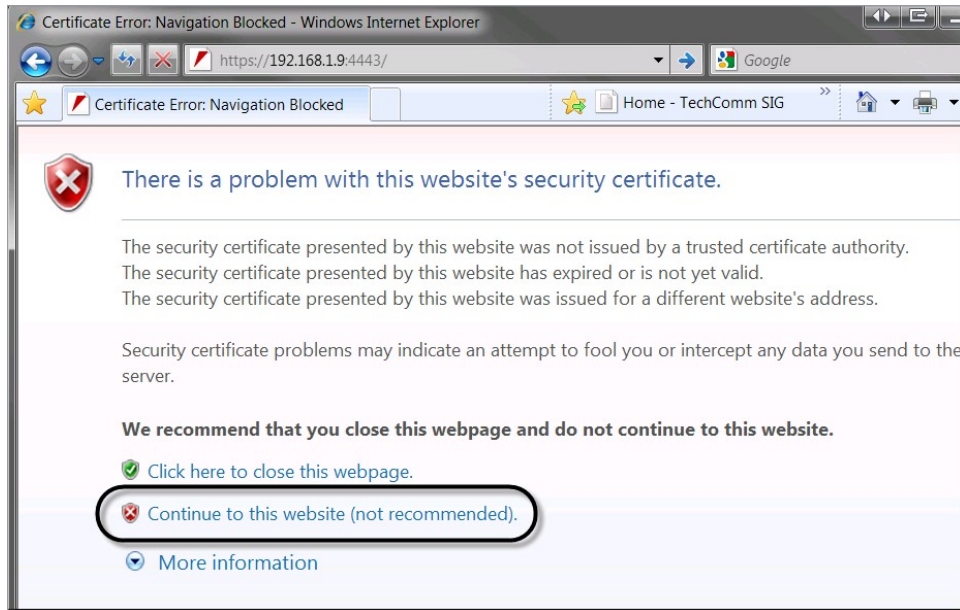 Certificate Error: Navigation Blocked - Windows Internet Explorer
https://192.168.1.9:4443/
Google
Certificate Error: Navigation Blocked
Home - TechComm SIG
There is a problem with this website's security certificate.
The security certificate presented by this website was not issued by a trusted certificate authority.
The security certificate presented by this website has expired or is not yet valid.
The security certificate presented by this website was issued for a different website's address.
Security certificate problems may indicate an attempt to fool you or intercept any data you send to the
server.
We recommend that you close this webpage and do not continue to this website.
Click here to close this webpage.
Continue to this website (not recommended).
More information